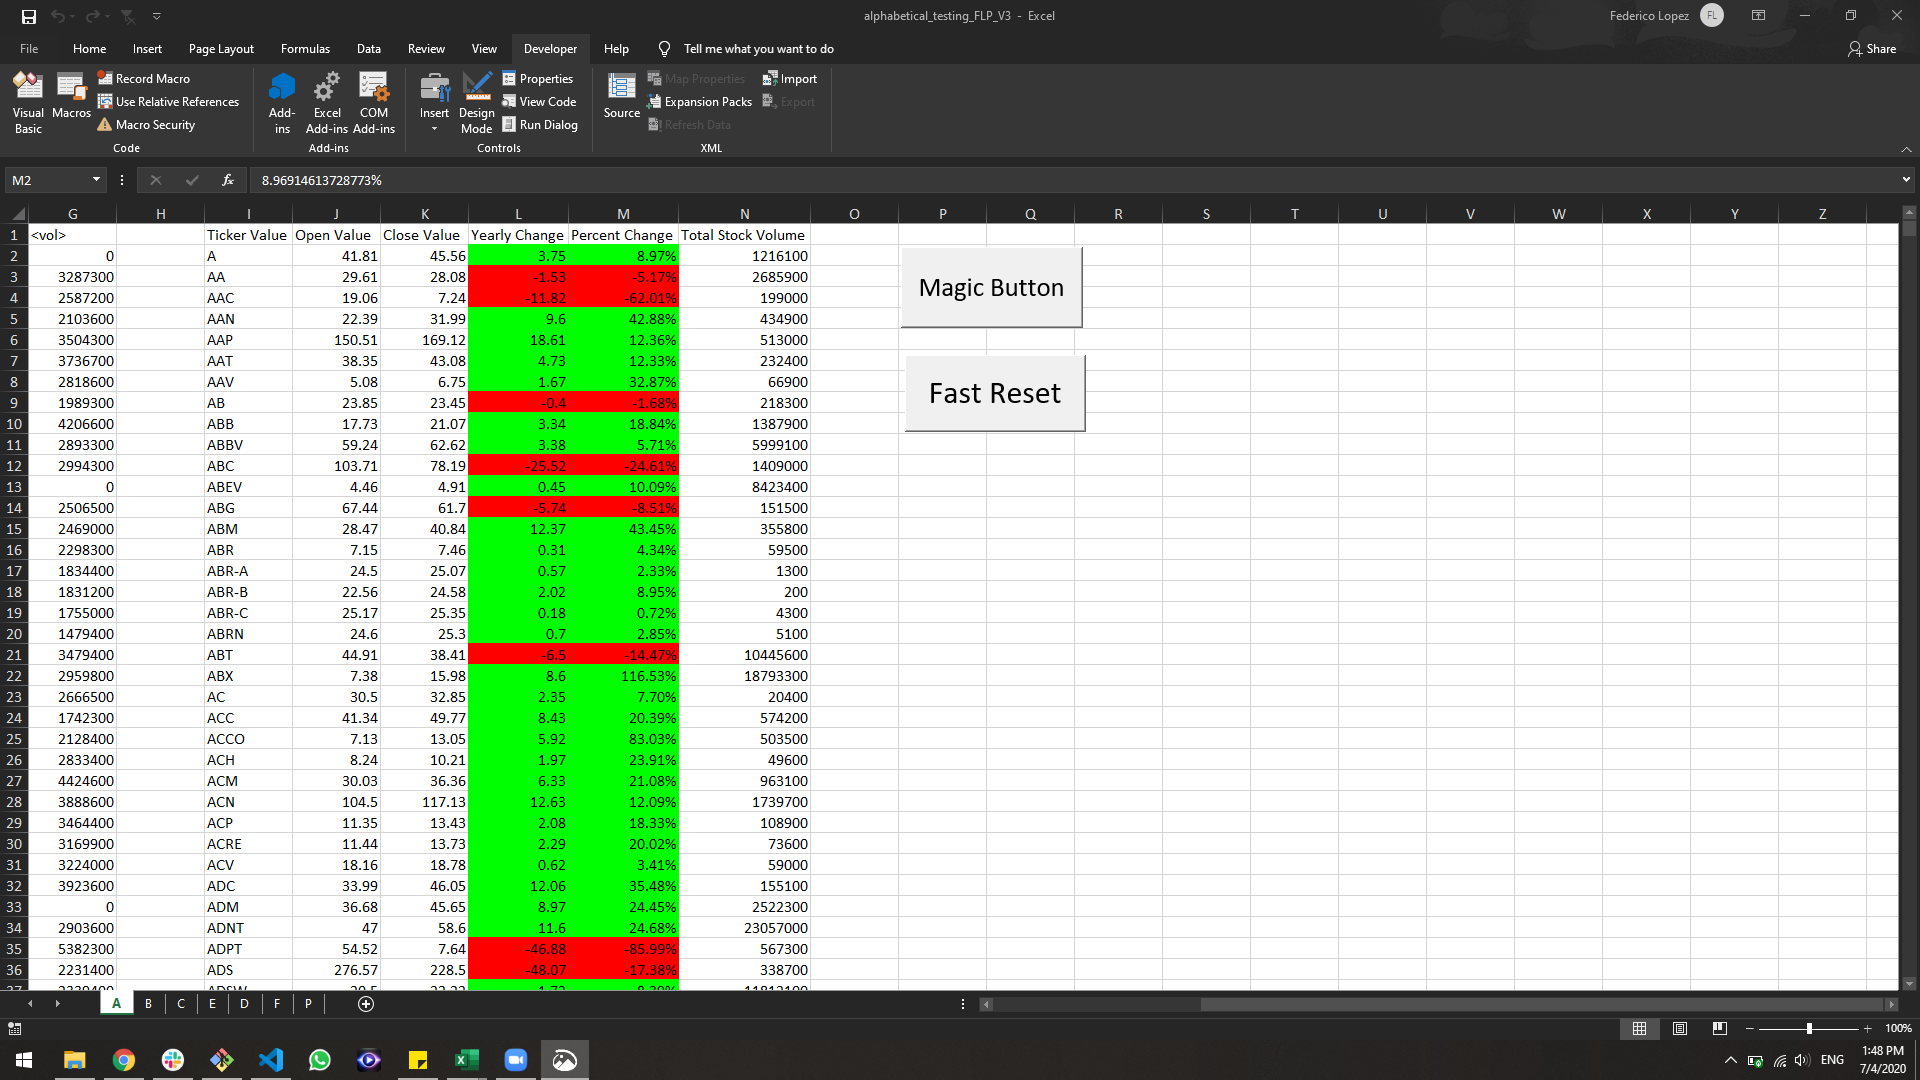 alphabetical_testing_FLP_V3 - Excel
Federico Lopez FL
File Home Insert Page Layout Formulas Data Review View Developer Help Tell me what you want to do Share
Visual Basic
Macros
Record Macro
Use Relative References
Macro Security
Code
Add-ins
Excel Add-ins
COM Add-ins
Add-ins
Insert
Design Mode
Properties
View Code
Run Dialog
Controls
Source
Map Properties
Expansion Packs
Refresh Data
Import
Export
XML
M2 fx 8.96914613728773%
G H I J K L M N O P Q R S T U V W X Y Z
1 <vol> Ticker Value Open Value Close Value Yearly Change Percent Change Total Stock Volume
2 0 A 41.81 45.56 3.75 8.97% 1216100
3 3287300 AA 29.61 28.08 -1.53 -5.17% 2685900
4 2587200 AAC 19.06 7.24 -11.82 -62.01% 199000
5 2103600 AAN 22.39 31.99 9.6 42.88% 434900
6 3504300 AAP 150.51 169.12 18.61 12.36% 513000
7 3736700 AAT 38.35 43.08 4.73 12.33% 232400
8 2818600 AAV 5.08 6.75 1.67 32.87% 66900
9 1989300 AB 23.85 23.45 -0.4 -1.68% 218300
10 4206600 ABB 17.73 21.07 3.34 18.84% 1387900
11 2893300 ABBV 59.24 62.62 3.38 5.71% 5999100
12 2994300 ABC 103.71 78.19 -25.52 -24.61% 1409000
13 0 ABEV 4.46 4.91 0.45 10.09% 8423400
14 2506500 ABG 67.44 61.7 -5.74 -8.51% 151500
15 2469000 ABM 28.47 40.84 12.37 43.45% 355800
16 2298300 ABR 7.15 7.46 0.31 4.34% 59500
17 1834400 ABR-A 24.5 25.07 0.57 2.33% 1300
18 1831200 ABR-B 22.56 24.58 2.02 8.95% 200
19 1755000 ABR-C 25.17 25.35 0.18 0.72% 4300
20 1479400 ABRN 24.6 25.3 0.7 2.85% 5100
21 3479400 ABT 44.91 38.41 -6.5 -14.47% 10445600
22 2959800 ABX 7.38 15.98 8.6 116.53% 18793300
23 2666500 AC 30.5 32.85 2.35 7.70% 20400
24 1742300 ACC 41.34 49.77 8.43 20.39% 574200
25 2128400 ACCO 7.13 13.05 5.92 83.03% 503500
26 2833400 ACH 8.24 10.21 1.97 23.91% 49600
27 4424600 ACM 30.03 36.36 6.33 21.08% 963100
28 3888600 ACN 104.5 117.13 12.63 12.09% 1739700
29 3464400 ACP 11.35 13.43 2.08 18.33% 108900
30 3169900 ACRE 11.44 13.73 2.29 20.02% 73600
31 3224000 ACV 18.16 18.78 0.62 3.41% 59000
32 3923600 ADC 33.99 46.05 12.06 35.48% 155100
33 0 ADM 36.68 45.65 8.97 24.45% 2522300
34 2903600 ADNT 47 58.6 11.6 24.68% 23057000
35 5382300 ADPT 54.52 7.64 -46.88 -85.99% 567300
36 2231400 ADS 276.57 228.5 -48.07 -17.38% 338700
Magic Button
Fast Reset
A B C E D F P
100%
ENG
1:48 PM
7/4/2020